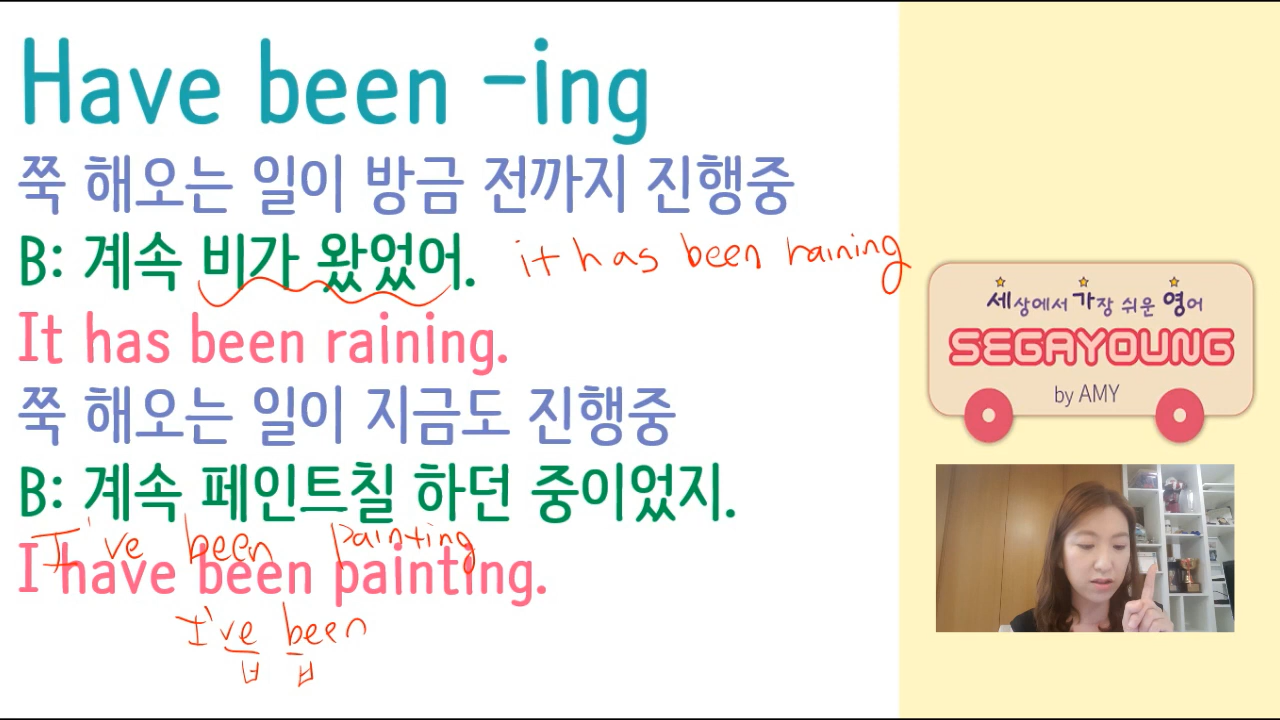 Have been -ing
쭉 해오는 일이 방금 전까지 진행중
B: 계속 비가 왔었어. it has been raining
It has been raining.
쭉 해오는 일이 지금도 진행중
B: 계속 페인트칠 하던 중이었지.
I've been painting
I have been painting.
I've been
ㅂ ㅂ
세상에서 가장 쉬운 영어
SEGAYOUNG
by AMY